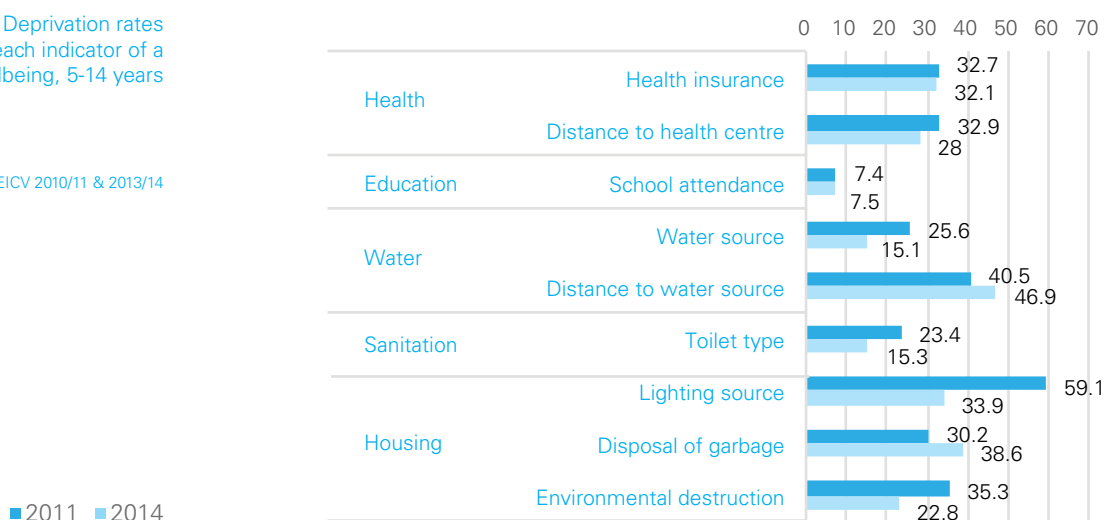 Deprivation rates
each indicator of a
being, 5-14 years
EICV 2010/11 & 2013/14
0 10 20 30 40 50 60 70
Health
Health insurance
32.7
32.1
Distance to health centre
32.9
28
Education
School attendance
7.4
7.5
Water
Water source
25.6
15.1
Distance to water source
40.5
46.9
Sanitation
Toilet type
23.4
15.3
Housing
Lighting source
59.1
33.9
Disposal of garbage
30.2
38.6
Environmental destruction
35.3
22.8
2011 2014